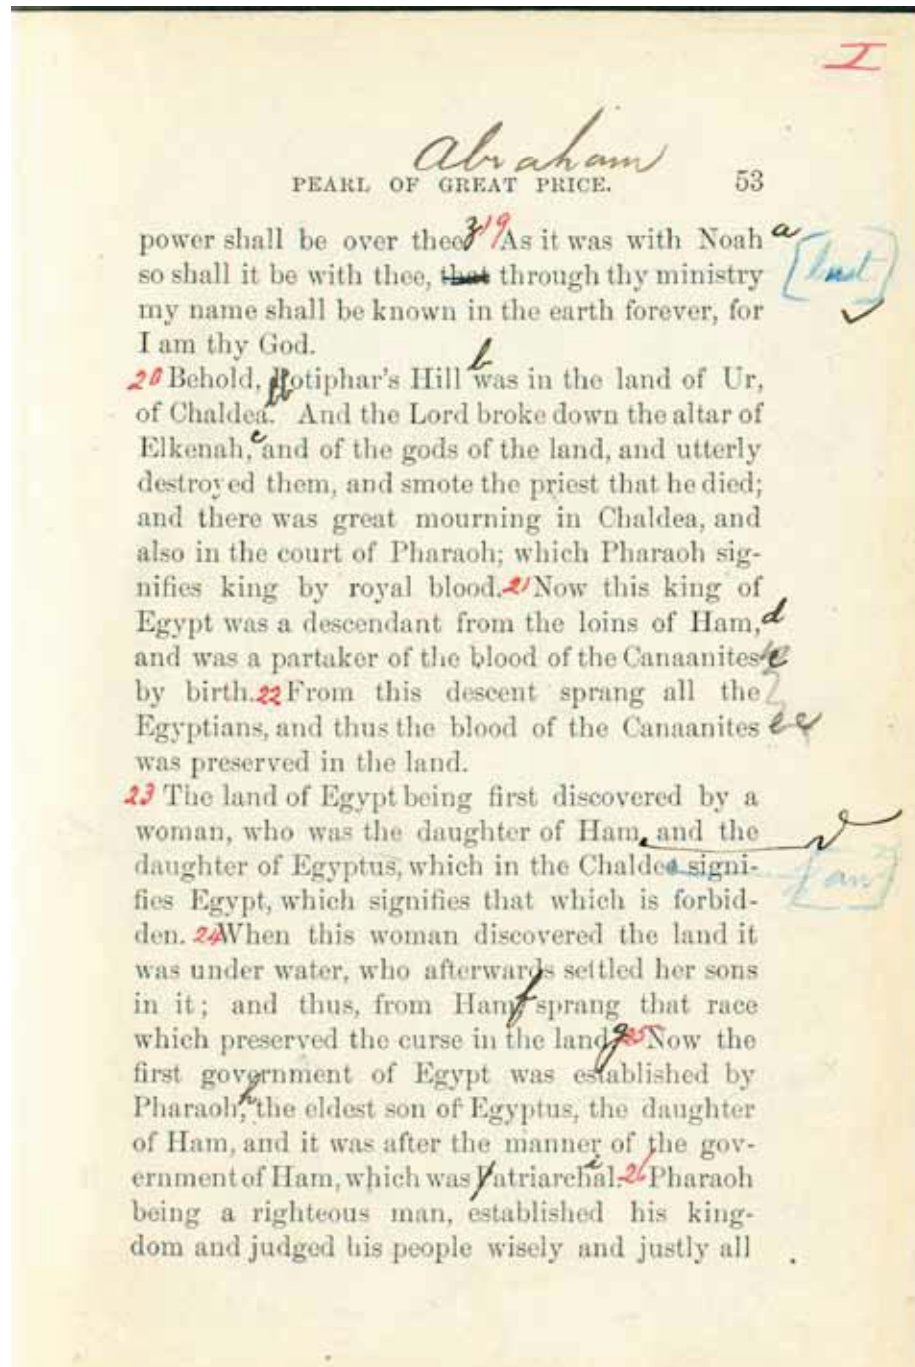 I
Abraham
PEARL OF GREAT PRICE. 53
power shall be over thee z 19 As it was with Noah a
so shall it be with thee, that through thy ministry [but]
my name shall be known in the earth forever, for
I am thy God.
20 Behold, Potiphar's Hill b was in the land of Ur,
of Chaldea. bb And the Lord broke down the altar of
Elkenah, c and of the gods of the land, and utterly
destroyed them, and smote the priest that he died;
and there was great mourning in Chaldea, and
also in the court of Pharaoh; which Pharaoh sig-
nifies king by royal blood. 21 Now this king of
Egypt was a descendant from the loins of Ham, d
and was a partaker of the blood of the Canaanites e
by birth. 22 From this descent sprang all the
Egyptians, and thus the blood of the Canaanites ee
was preserved in the land.
23 The land of Egypt being first discovered by a
woman, who was the daughter of Ham, and the
daughter of Egyptus, which in the Chaldea signi- [an]
fies Egypt, which signifies that which is forbid-
den. 24 When this woman discovered the land it
was under water, who afterwards settled her sons
in it; and thus, from Ham f sprang that race
which preserved the curse in the land. g 25 Now the
first government of Egypt was established by
Pharaoh, h the eldest son of Egyptus, the daughter
of Ham, and it was after the manner of the gov-
ernment of Ham, which was Patriarchal. i 26 Pharaoh
being a righteous man, established his king-
dom and judged his people wisely and justly all